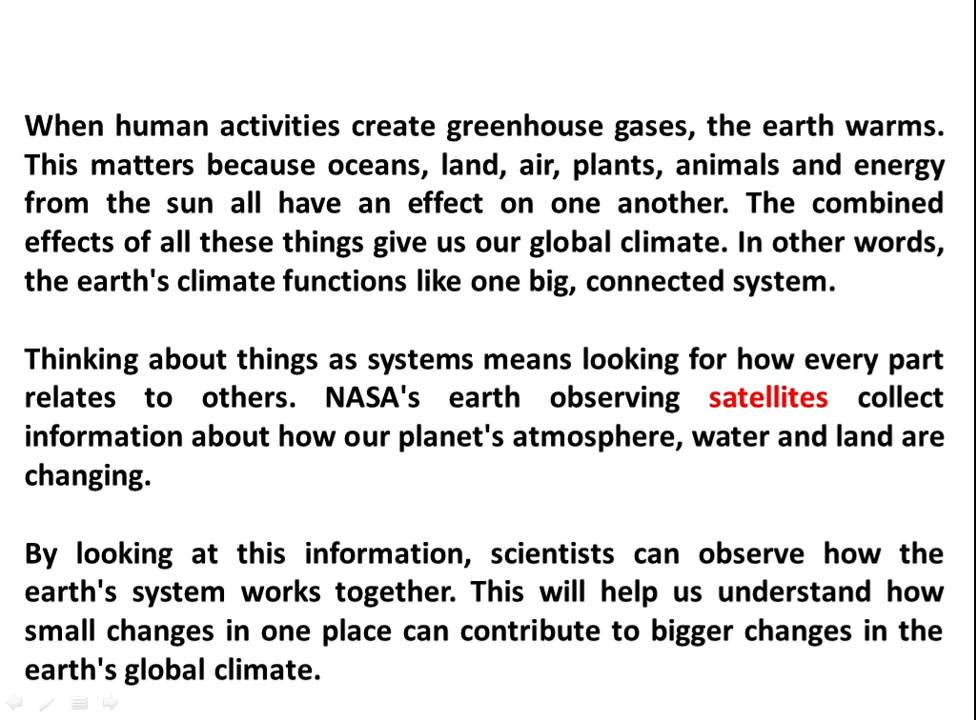 When human activities create greenhouse gases, the earth warms.
This matters because oceans, land, air, plants, animals and energy
from the sun all have an effect on one another. The combined
effects of all these things give us our global climate. In other words,
the earth's climate functions like one big, connected system.
Thinking about things as systems means looking for how every part
relates to others. NASA's earth observing satellites collect
information about how our planet's atmosphere, water and land are
changing.
By looking at this information, scientists can observe how the
earth's system works together. This will help us understand how
small changes in one place can contribute to bigger changes in the
earth's global climate.